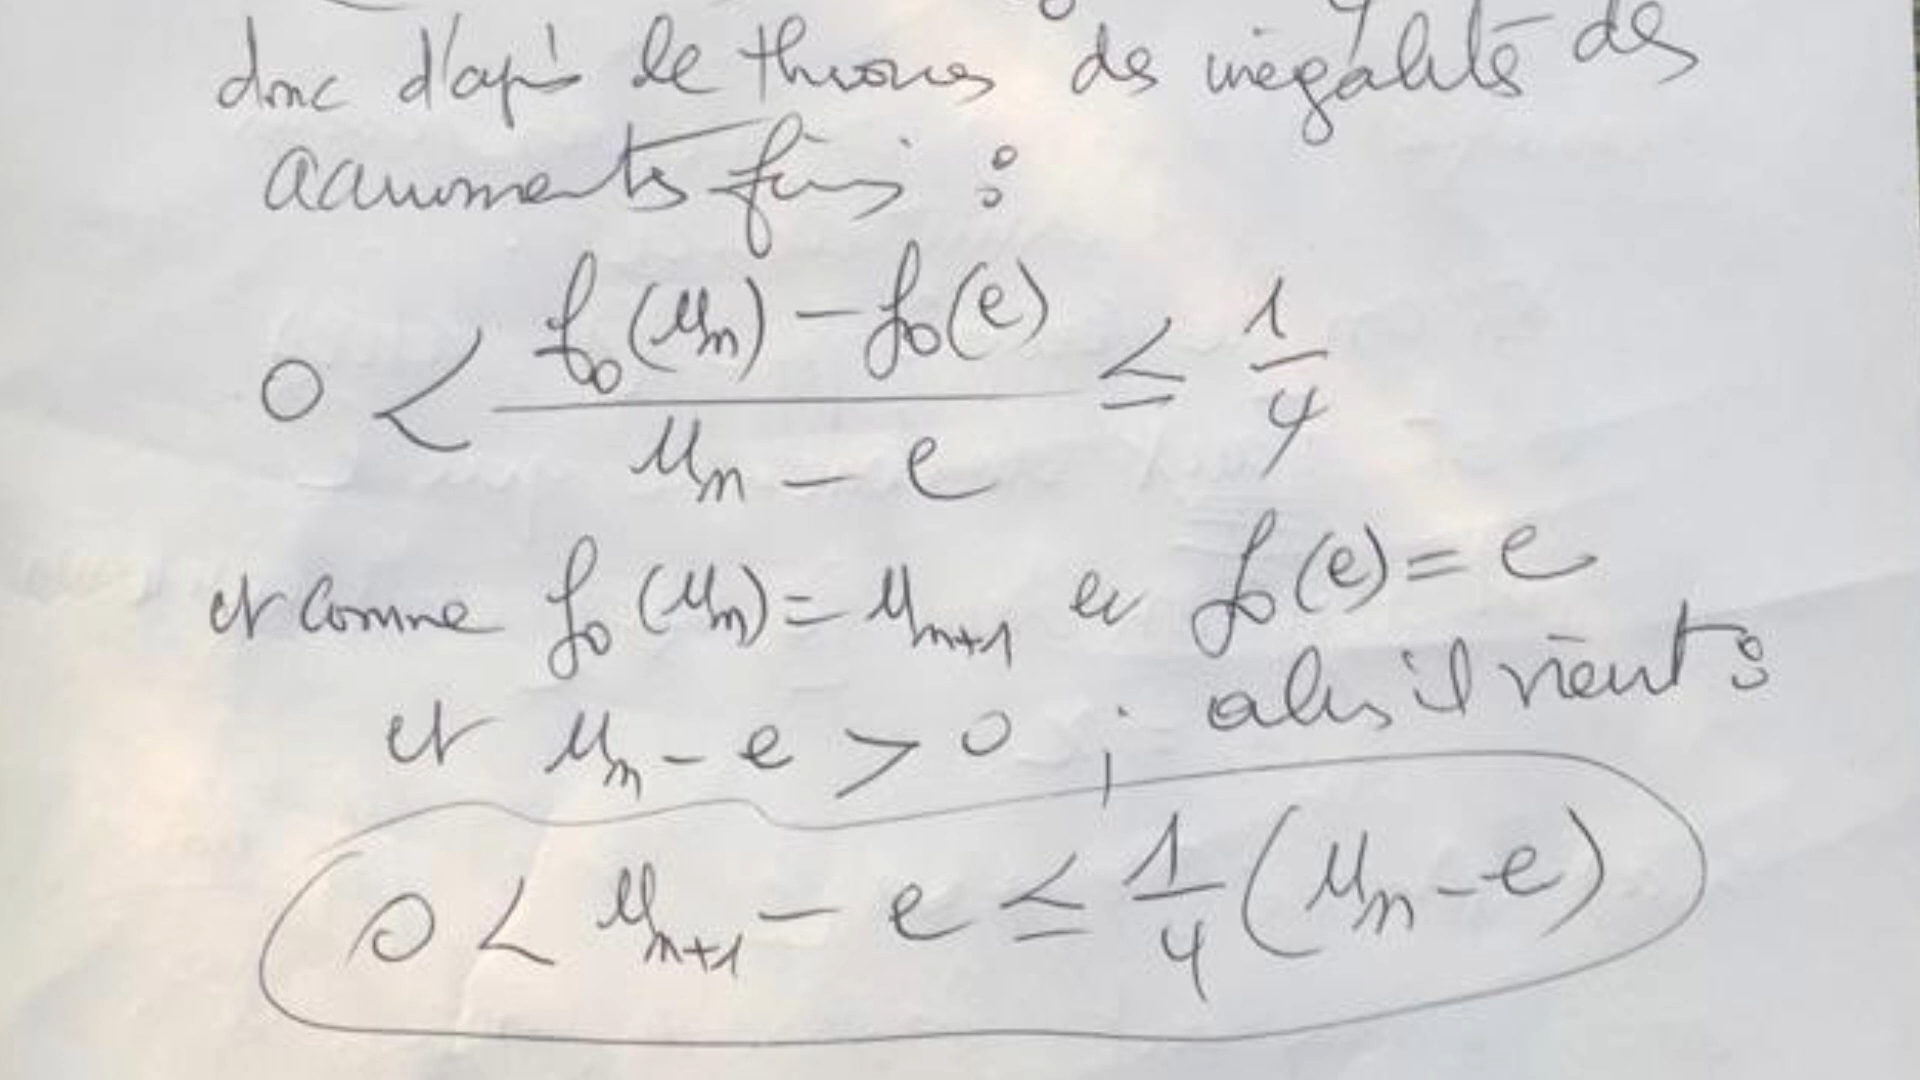 donc d'après le théorème des inégalités des
accroissements finis :
0 < (f₀(uₙ) − f₀(e)) / (uₙ − e) ≤ 1/4
et comme f₀(uₙ) = uₙ₊₁ et f₀(e) = e
et uₙ − e > 0 ; alors il vient :
0 < uₙ₊₁ − e ≤ 1/4 (uₙ − e)